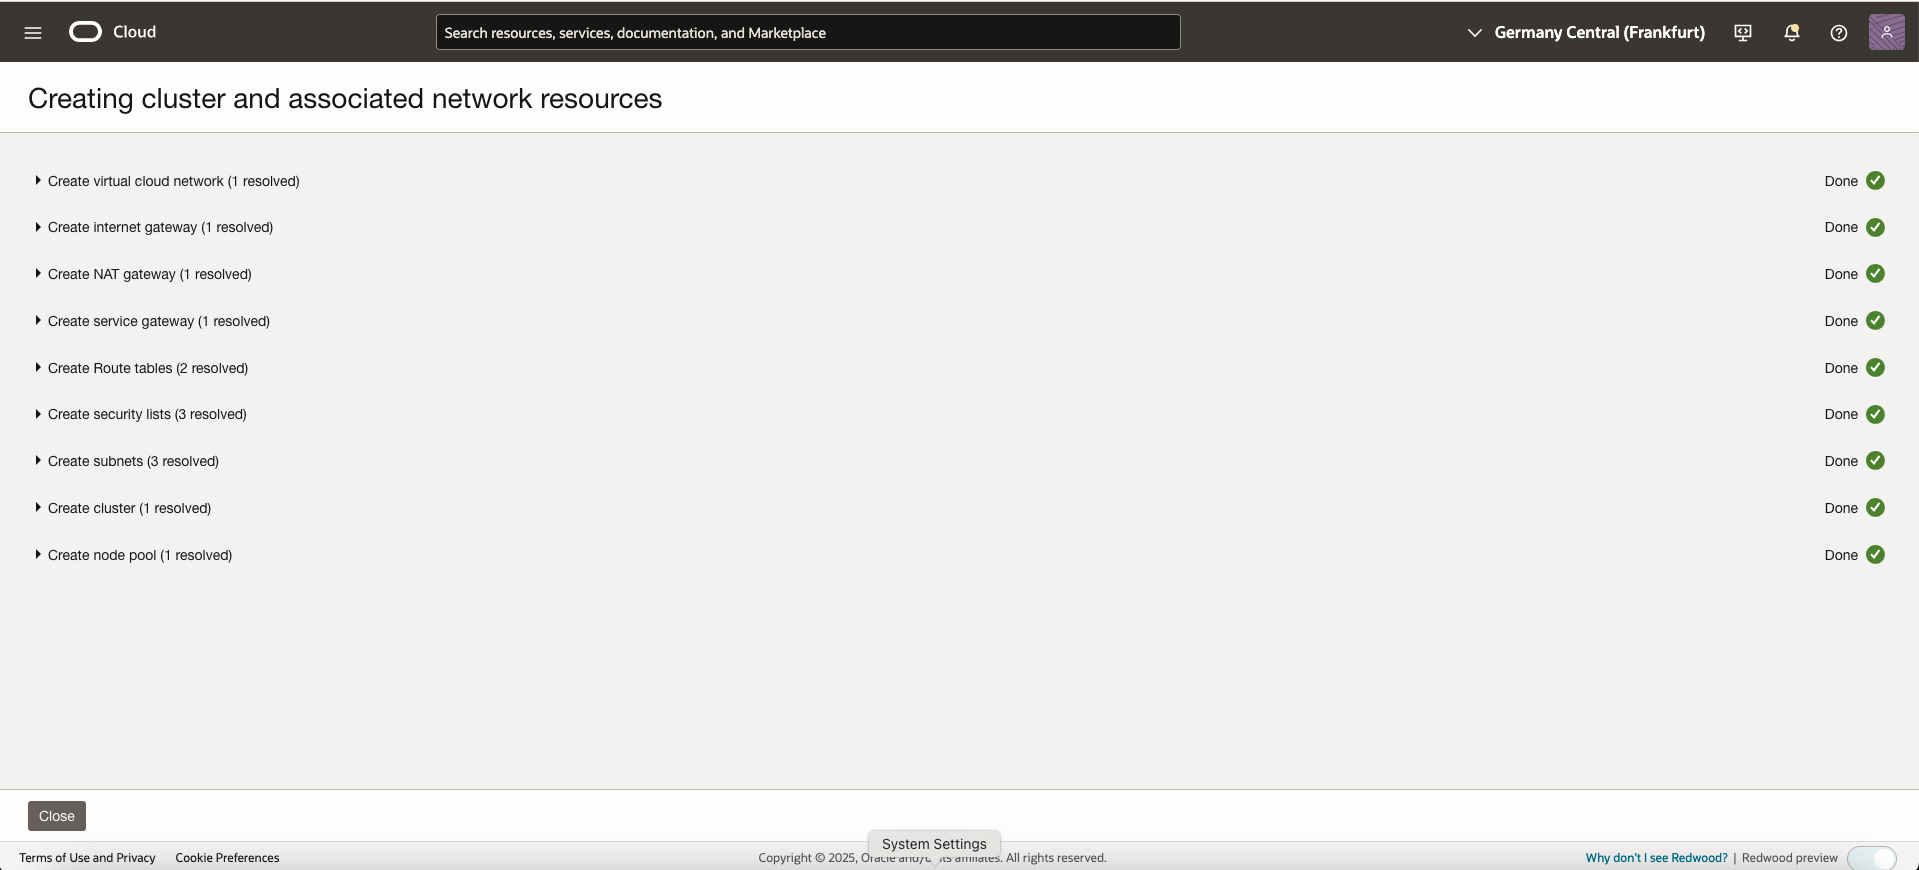 Cloud
Search resources, services, documentation, and Marketplace
Germany Central (Frankfurt)
Creating cluster and associated network resources
Create virtual cloud network (1 resolved) Done
Create internet gateway (1 resolved) Done
Create NAT gateway (1 resolved) Done
Create service gateway (1 resolved) Done
Create Route tables (2 resolved) Done
Create security lists (3 resolved) Done
Create subnets (3 resolved) Done
Create cluster (1 resolved) Done
Create node pool (1 resolved) Done
Close
System Settings
Terms of Use and Privacy Cookie Preferences Copyright © 2025, Oracle and/or its affiliates. All rights reserved. Why don't I see Redwood? | Redwood preview